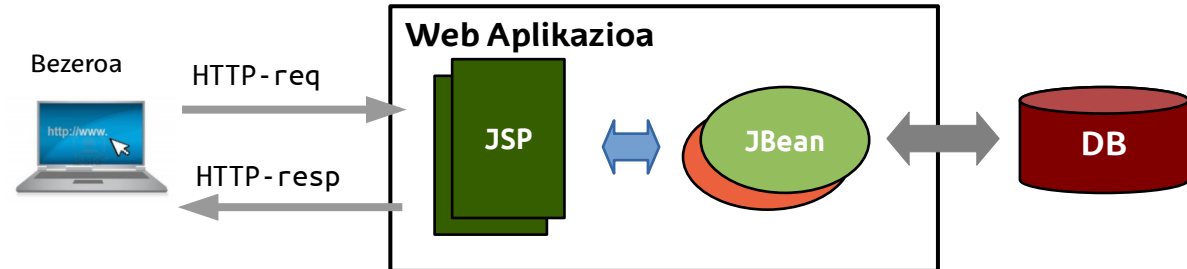 Web Aplikazioa
Bezeroa
HTTP-req
http://www.
JSP
JBean
DB
HTTP-resp